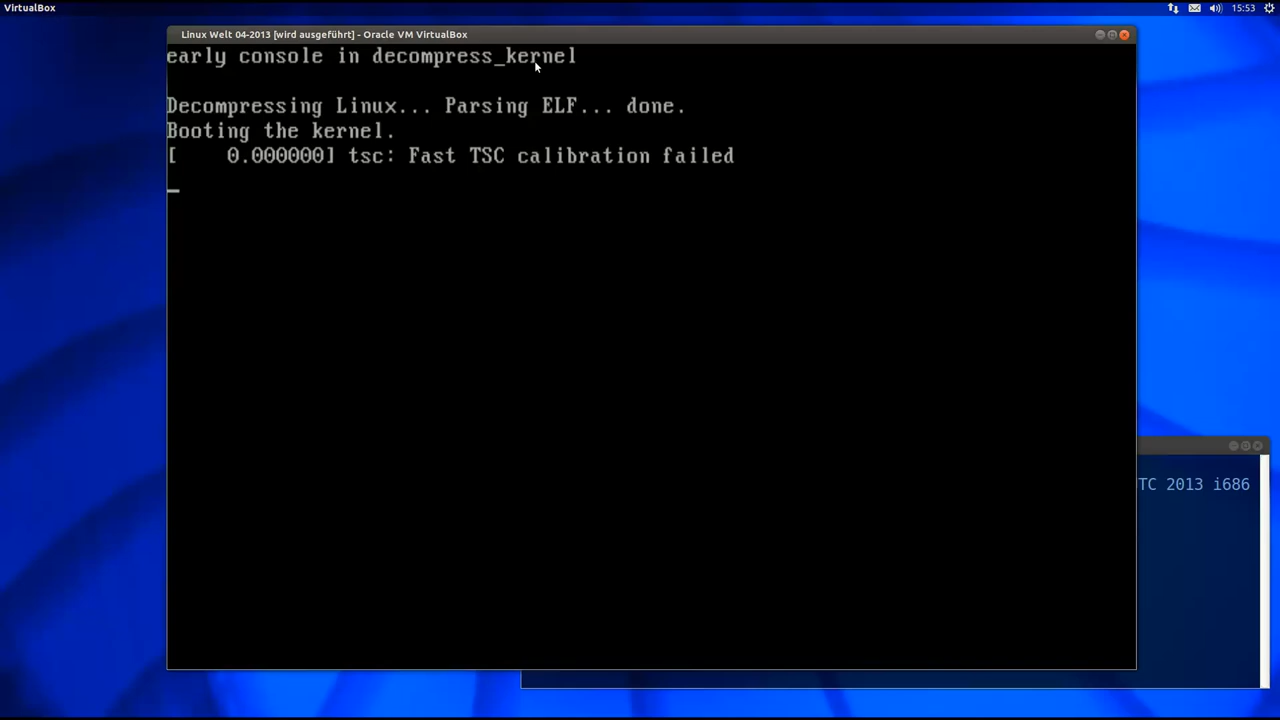 VirtualBox
15:53
Linux Welt 04-2013 [wird ausgeführt] - Oracle VM VirtualBox
early console in decompress_kernel
Decompressing Linux... Parsing ELF... done.
Booting the kernel.
[    0.000000] tsc: Fast TSC calibration failed
TC 2013 i686